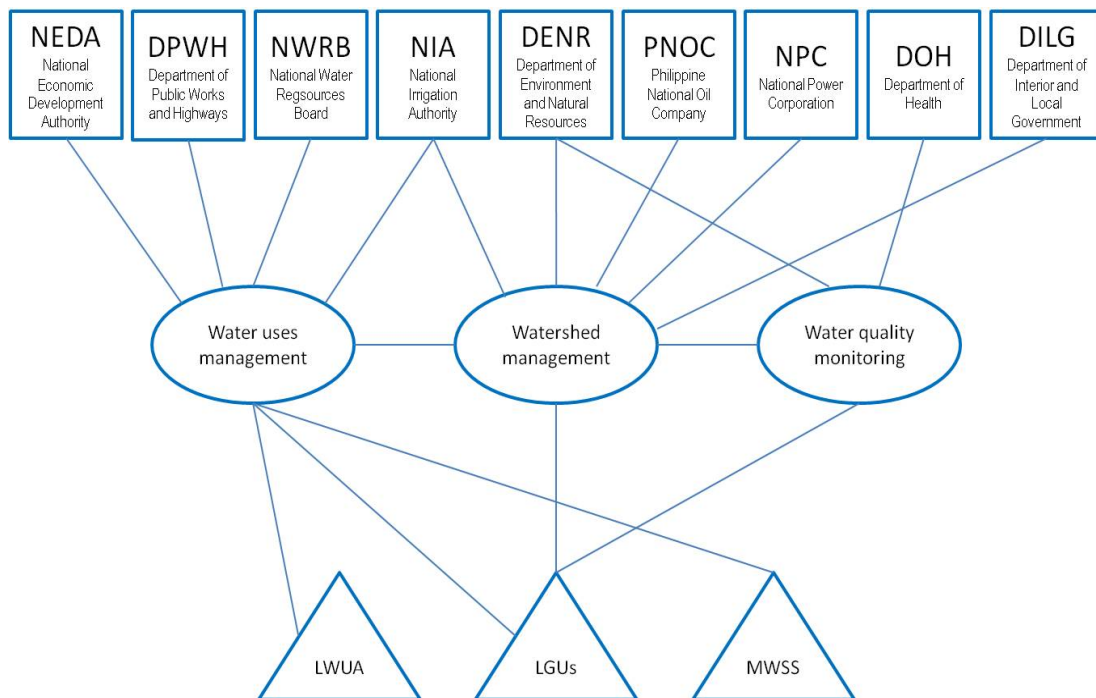 NEDA
National
Economic
Development
Authority
DPWH
Department of
Public Works
and Highways
NWRB
National Water
Regsources
Board
NIA
National
Irrigation
Authority
DENR
Department of
Environment
and Natural
Resources
PNOC
Philippine
National Oil
Company
NPC
National Power
Corporation
DOH
Department of
Health
DILG
Department of
Interior and
Local
Government
Water uses
management
Watershed
management
Water quality
monitoring
LWUA
LGUs
MWSS